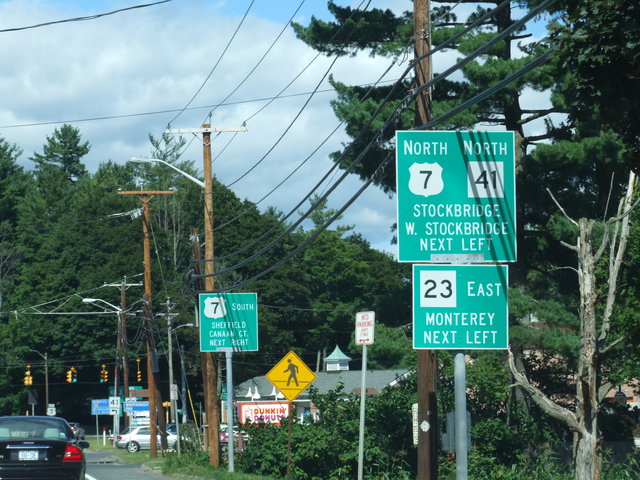 NORTH NORTH
7 41
STOCKBRIDGE
W. STOCKBRIDGE
NEXT LEFT
23 EAST
MONTEREY
NEXT LEFT
7 SOUTH
SHEFFIELD
CANAAN CT.
NEXT RIGHT
NO
PARKING
DUNKIN'
DONUTS
41